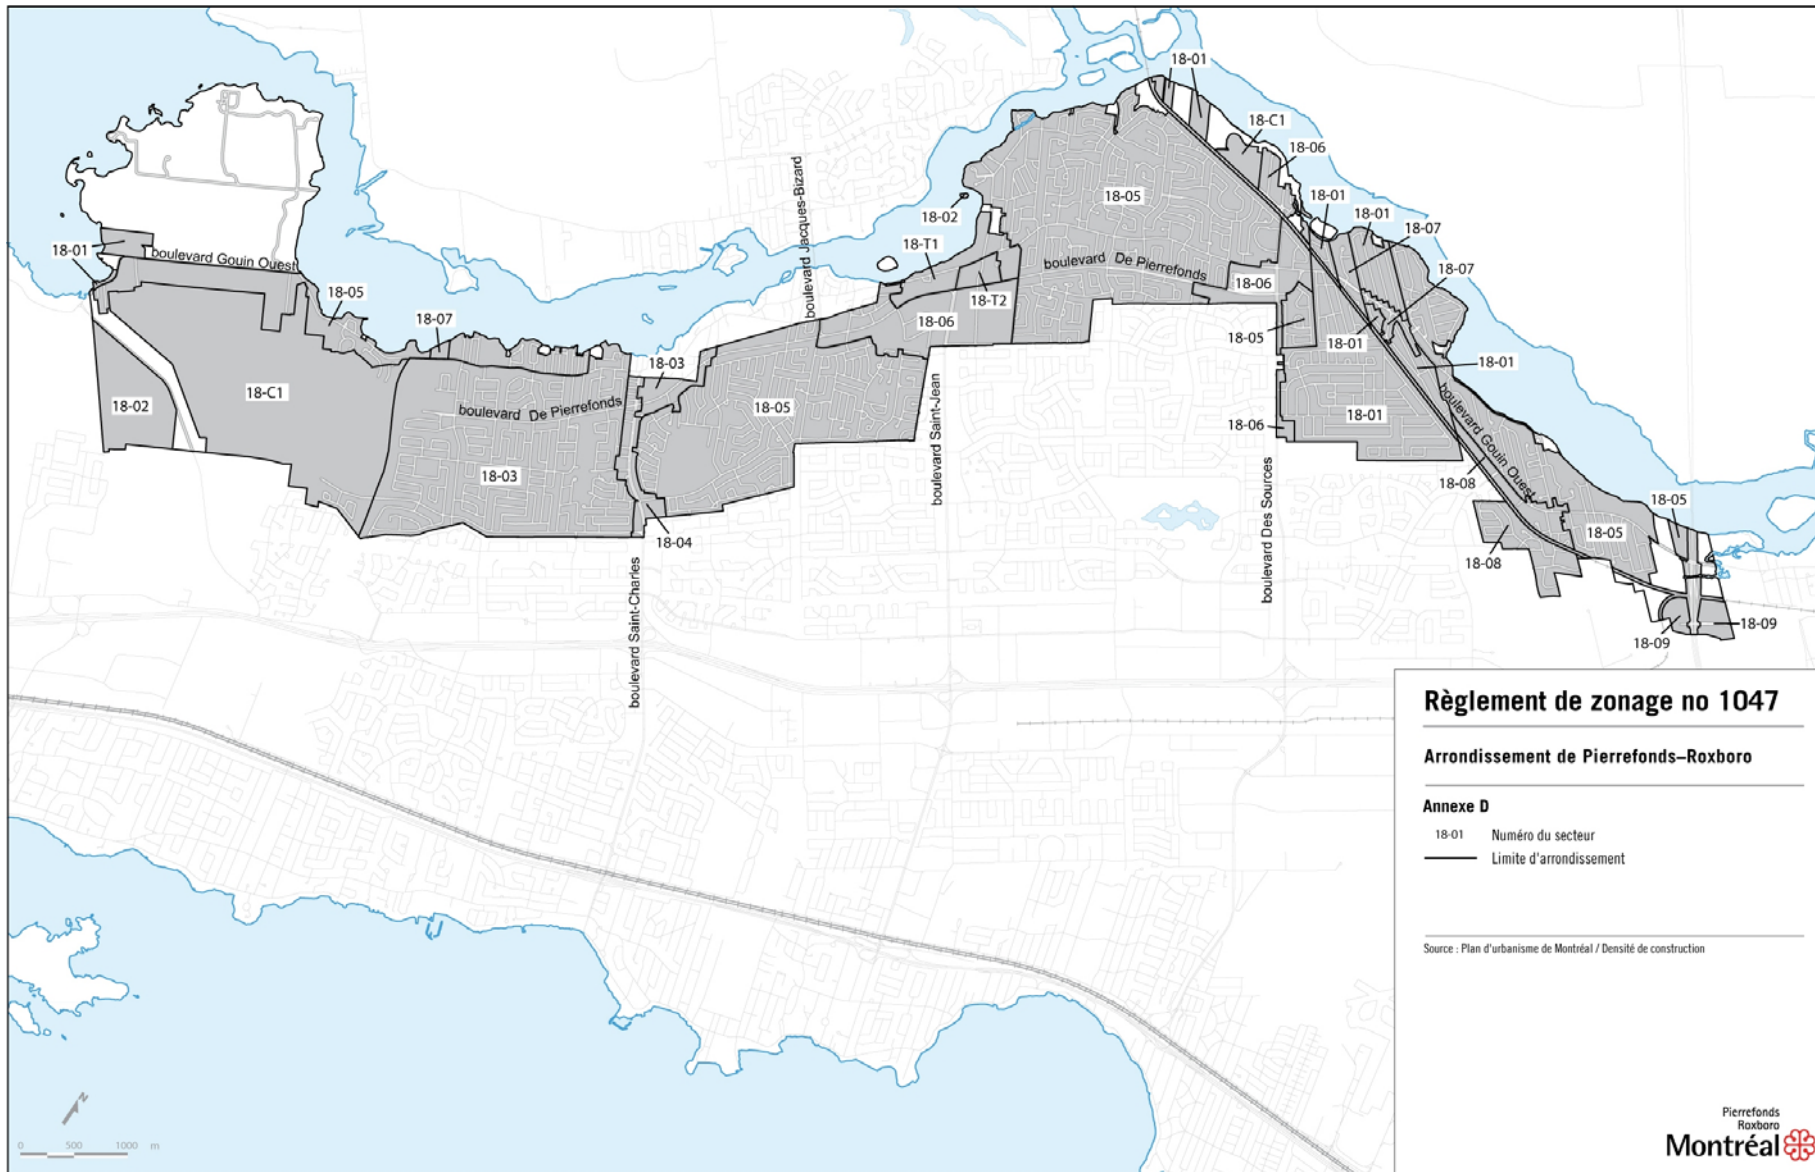 18-01
18-C1
18-06
18-01
18-01
18-07
18-07
18-05
18-02
18-T1
boulevard Jacques-Bizard
boulevard De Pierrefonds
18-06
18-T2
18-06
18-05
18-01
18-01
18-01
18-06
18-01
boulevard Gouin Ouest
18-05
18-07
18-03
18-02
18-C1
boulevard De Pierrefonds
18-05
18-03
18-04
boulevard Saint-Charles
boulevard Saint-Jean
boulevard Des Sources
boulevard Gouin Ouest
18-08
18-08
18-05
18-05
18-09
18-09
Règlement de zonage no 1047
Arrondissement de Pierrefonds–Roxboro
Annexe D
18-01 Numéro du secteur
Limite d'arrondissement
Source : Plan d'urbanisme de Montréal / Densité de construction
N
0 500 1000 m
Pierrefonds
Roxboro
Montréal